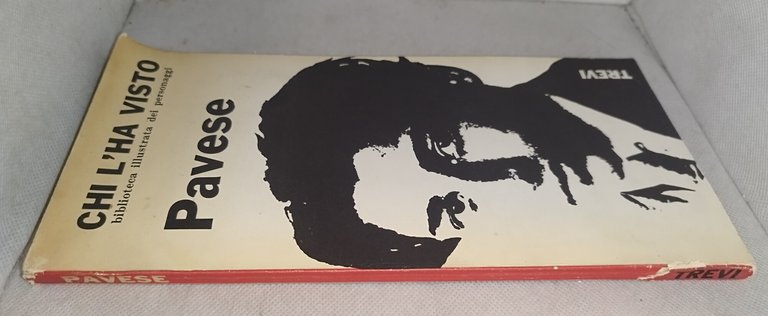 CHI L'HA VISTO
biblioteca illustrata dei personaggi
Pavese
TREVI
PAVESE
TREVI